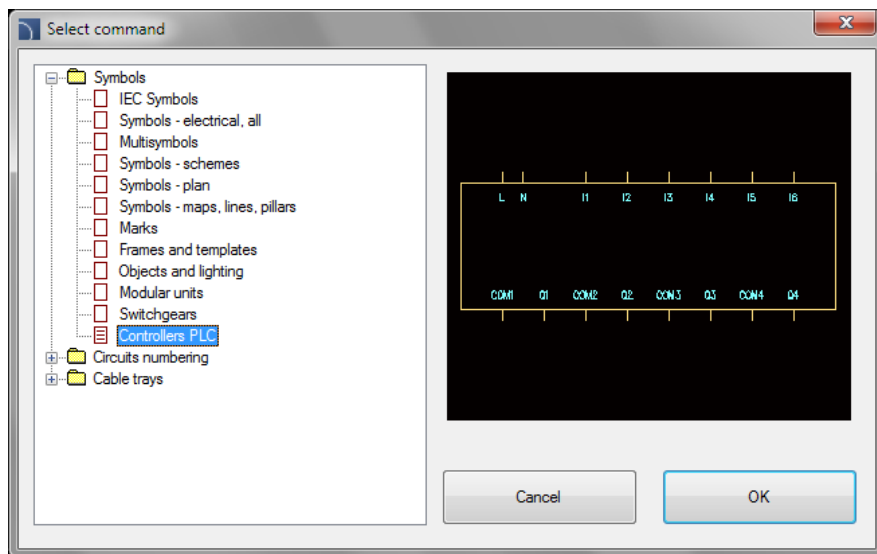 Select command
Symbols
IEC Symbols
Symbols - electrical, all
Multisymbols
Symbols - schemes
Symbols - plan
Symbols - maps, lines, pillars
Marks
Frames and templates
Objects and lighting
Modular units
Switchgears
Controllers PLC
Circuits numbering
Cable trays
L N I1 I2 I3 I4 I5 I6
COM1 Q1 COM2 Q2 CON3 Q3 CON4 Q4
Cancel OK